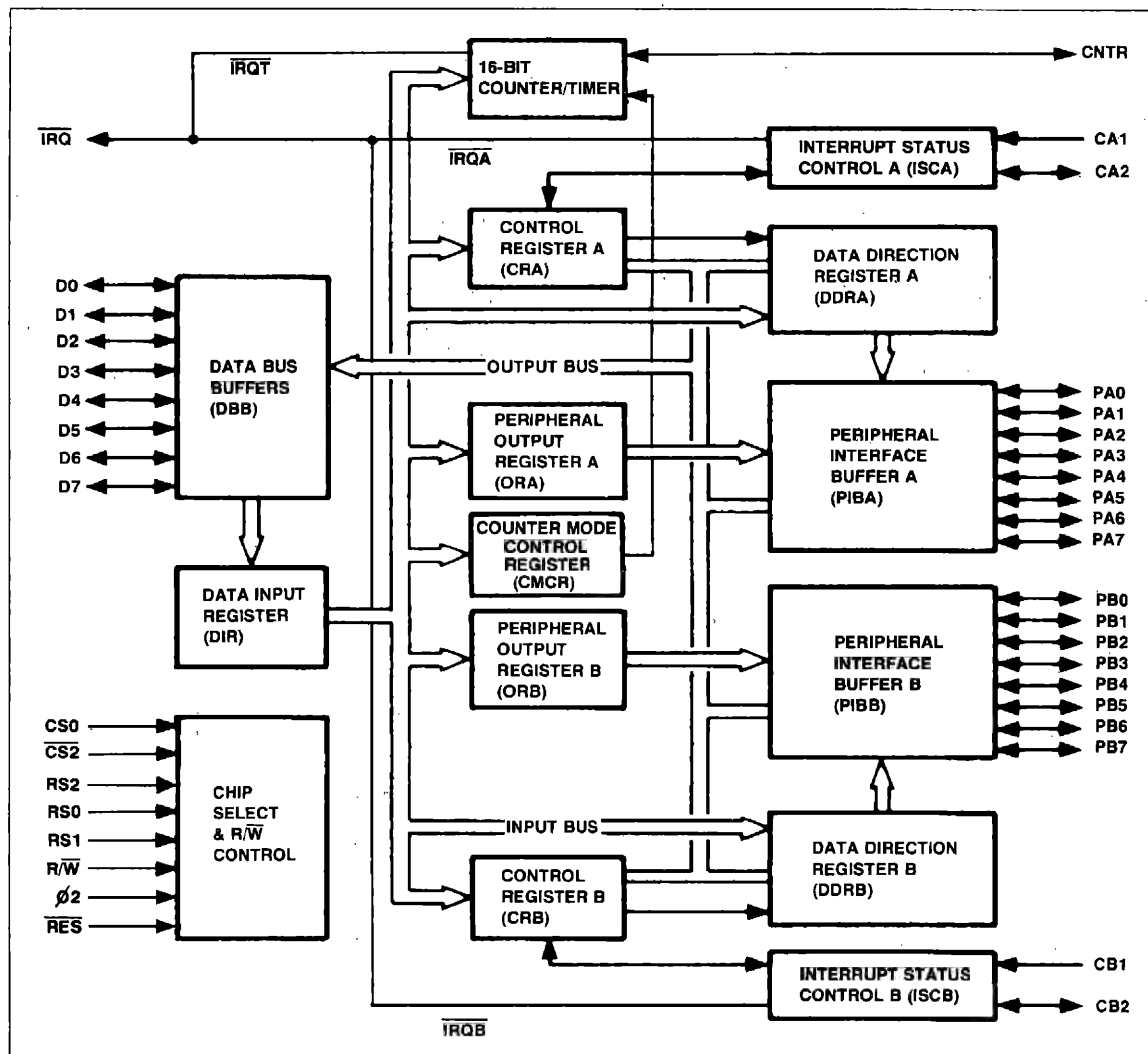 IRQT
16-BIT
COUNTER/TIMER
CNTR
IRQ
IRQA
INTERRUPT STATUS
CONTROL A (ISCA)
CA1
CA2
CONTROL
REGISTER A
(CRA)
DATA DIRECTION
REGISTER A
(DDRA)
D0
D1
D2
D3
D4
D5
D6
D7
DATA BUS
BUFFERS
(DBB)
OUTPUT BUS
PERIPHERAL
OUTPUT
REGISTER A
(ORA)
PERIPHERAL
INTERFACE
BUFFER A
(PIBA)
PA0
PA1
PA2
PA3
PA4
PA5
PA6
PA7
COUNTER MODE
CONTROL
REGISTER
(CMCR)
DATA INPUT
REGISTER
(DIR)
PERIPHERAL
OUTPUT
REGISTER B
(ORB)
PERIPHERAL
INTERFACE
BUFFER B
(PIBB)
PB0
PB1
PB2
PB3
PB4
PB5
PB6
PB7
CS0
CS2
RS2
RS0
RS1
R/W
Ø2
RES
CHIP
SELECT
& R/W
CONTROL
INPUT BUS
CONTROL
REGISTER B
(CRB)
DATA DIRECTION
REGISTER B
(DDRB)
INTERRUPT STATUS
CONTROL B (ISCB)
CB1
CB2
IRQB